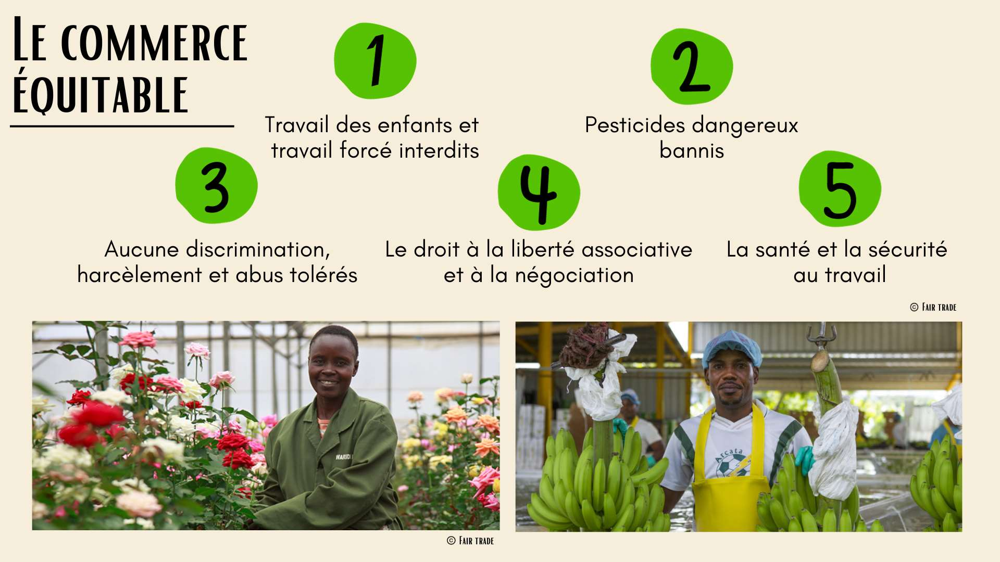 LE COMMERCE
ÉQUITABLE
1
Travail des enfants et
travail forcé interdits
2
Pesticides dangereux
bannis
3
Aucune discrimination,
harcèlement et abus tolérés
4
Le droit à la liberté associative
et à la négociation
5
La santé et la sécurité
au travail
© FAIR TRADE
WARIDI
Arcata
© FAIR TRADE